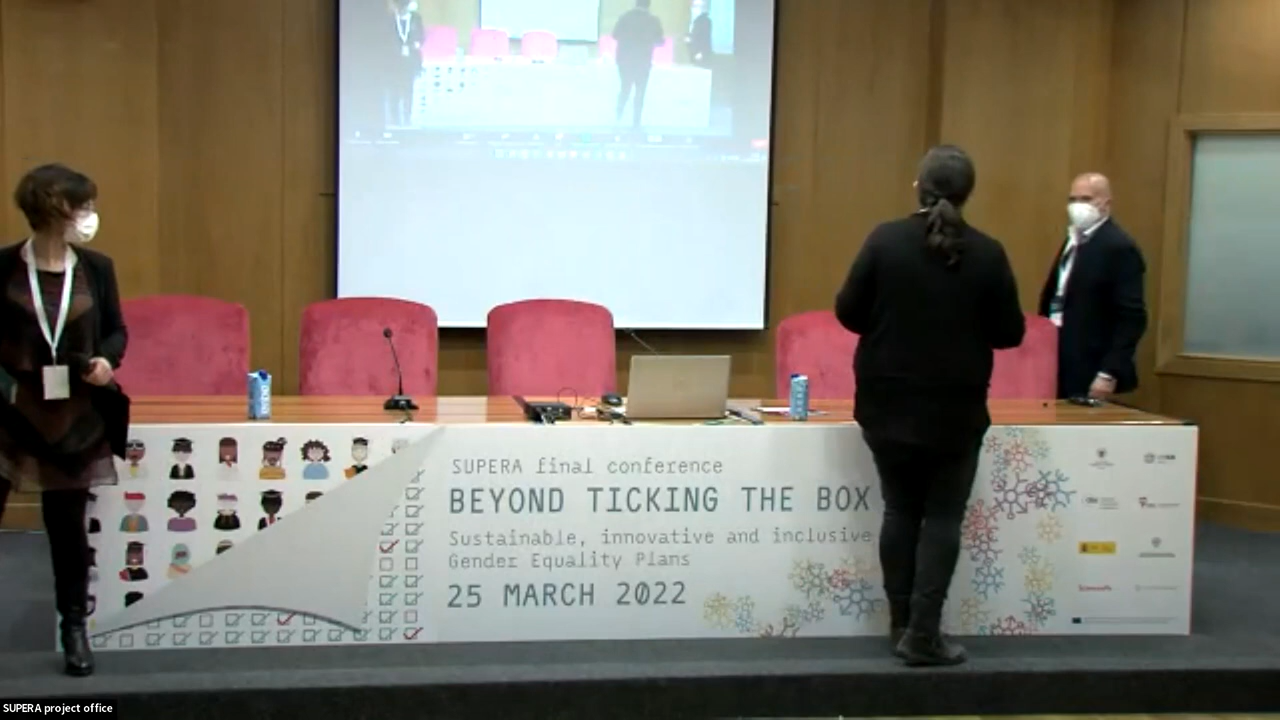 SUPERA final conference
BEYOND TICKING THE BOX
Sustainable, innovative and inclusive
Gender Equality Plans
25 MARCH 2022
SUPERA project office